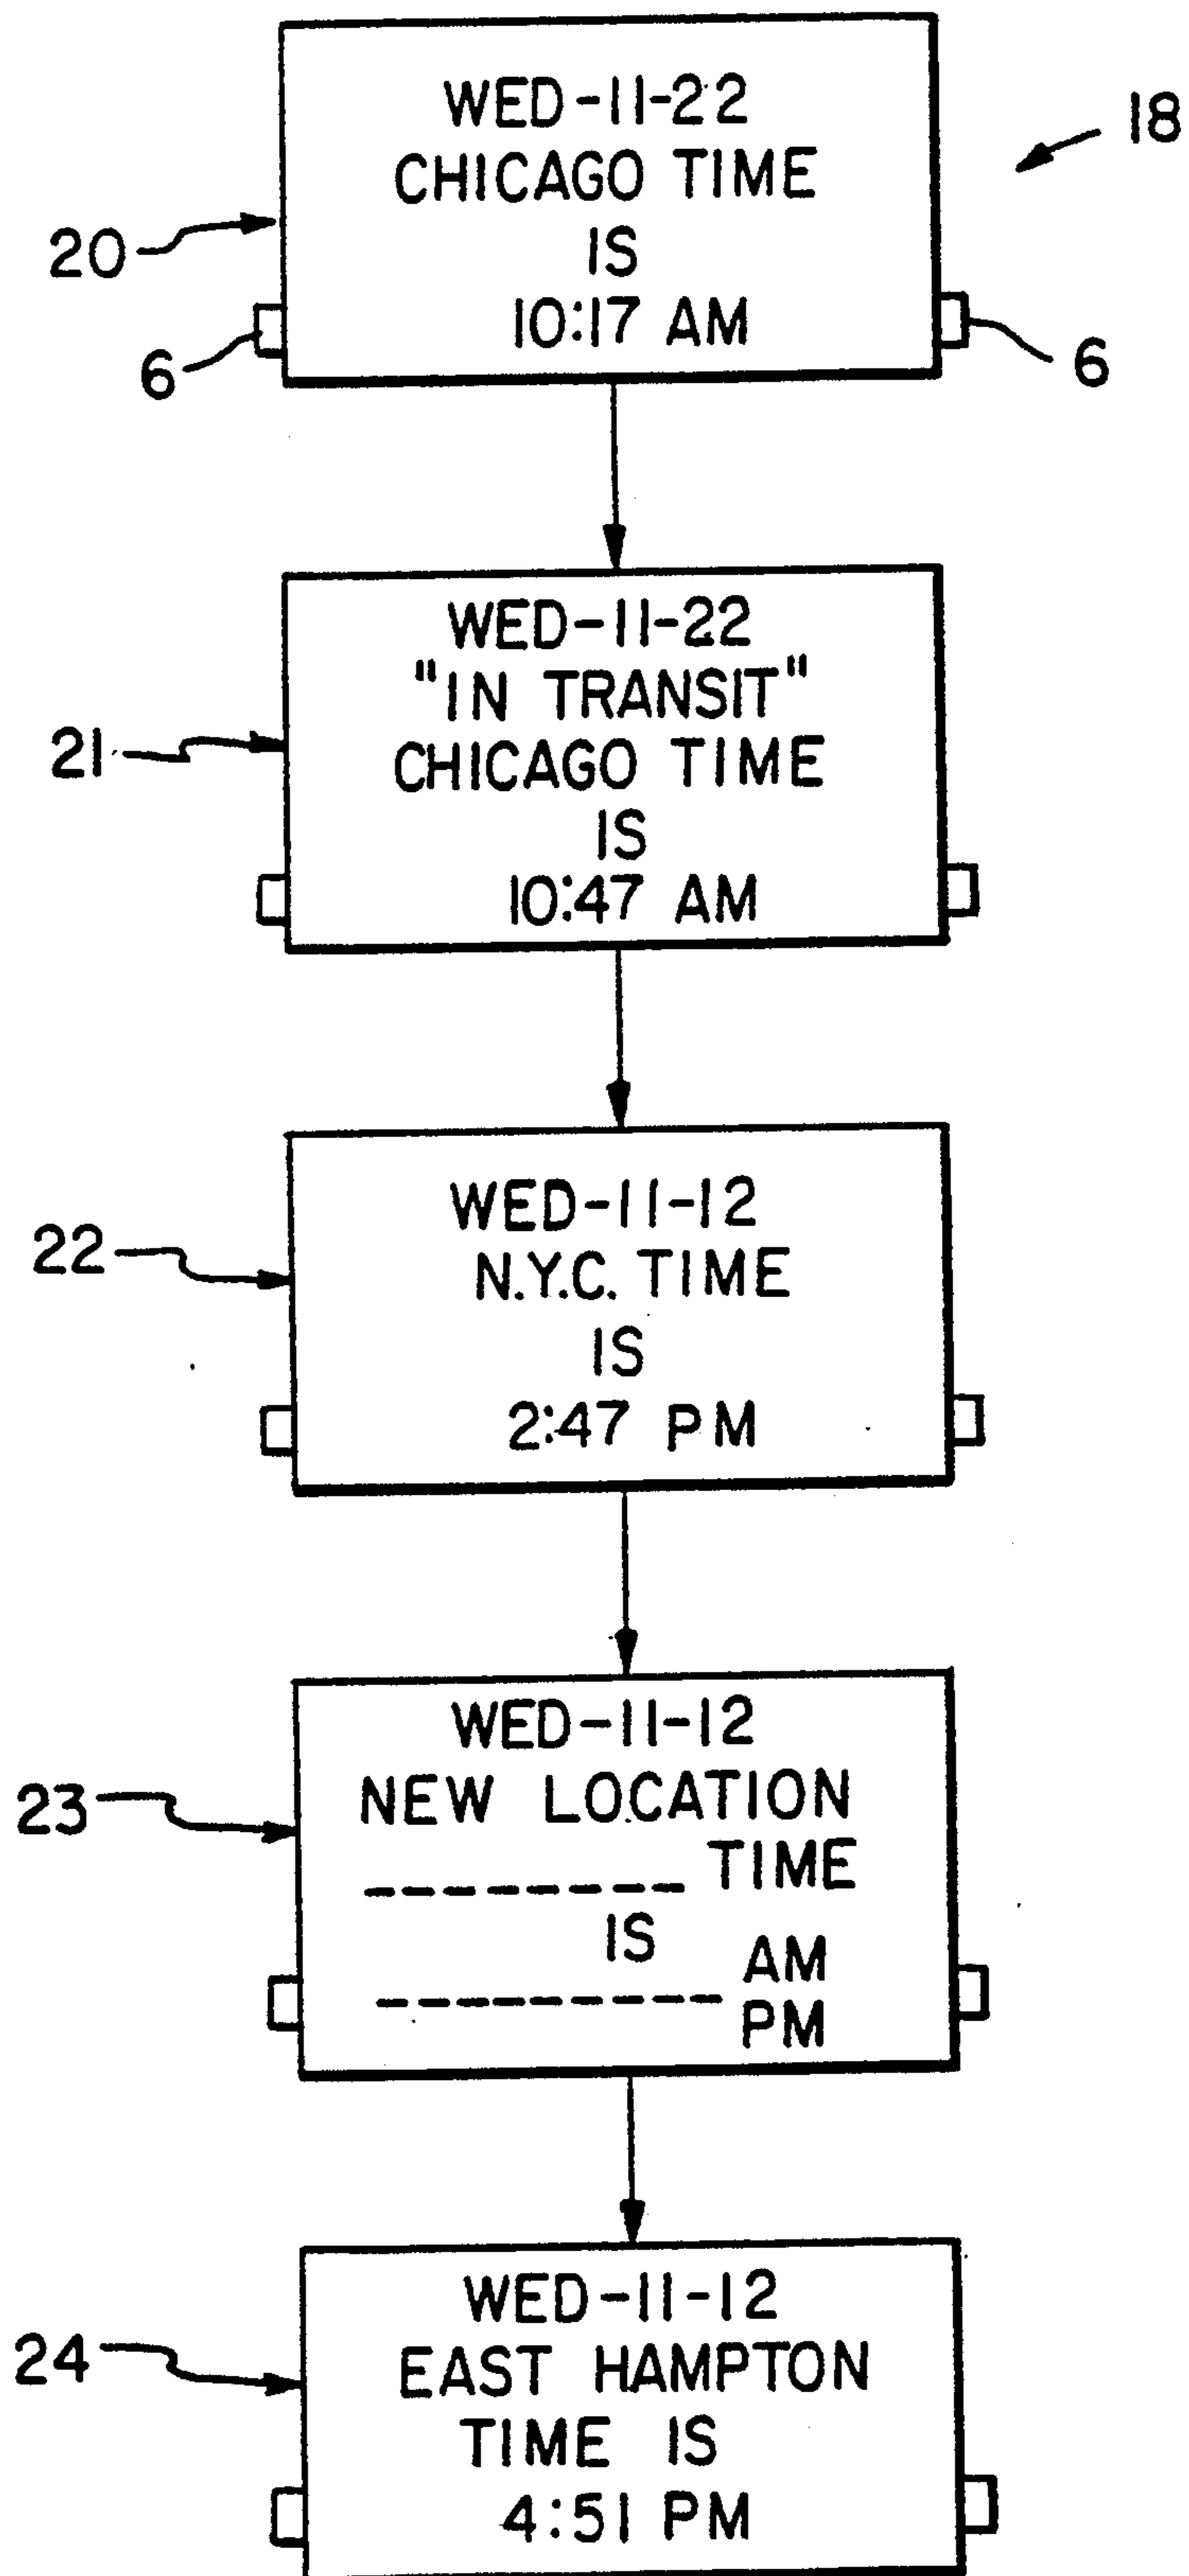 WED-11-22
CHICAGO TIME
IS
10:17 AM
18
20
6
6
WED-11-22
"IN TRANSIT"
CHICAGO TIME
IS
10:47 AM
21
WED-11-12
N.Y.C. TIME
IS
2:47 PM
22
WED-11-12
NEW LOCATION
--------- TIME
IS
--------- AM
PM
23
WED-11-12
EAST HAMPTON
TIME IS
4:51 PM
24